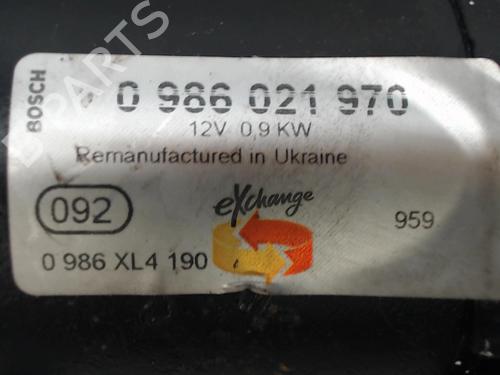 BOSCH
0 986 021 970
12V 0,9 KW
Remanufactured in Ukraine
092
eXchange
959
0 986 XL4 190
B PARTS